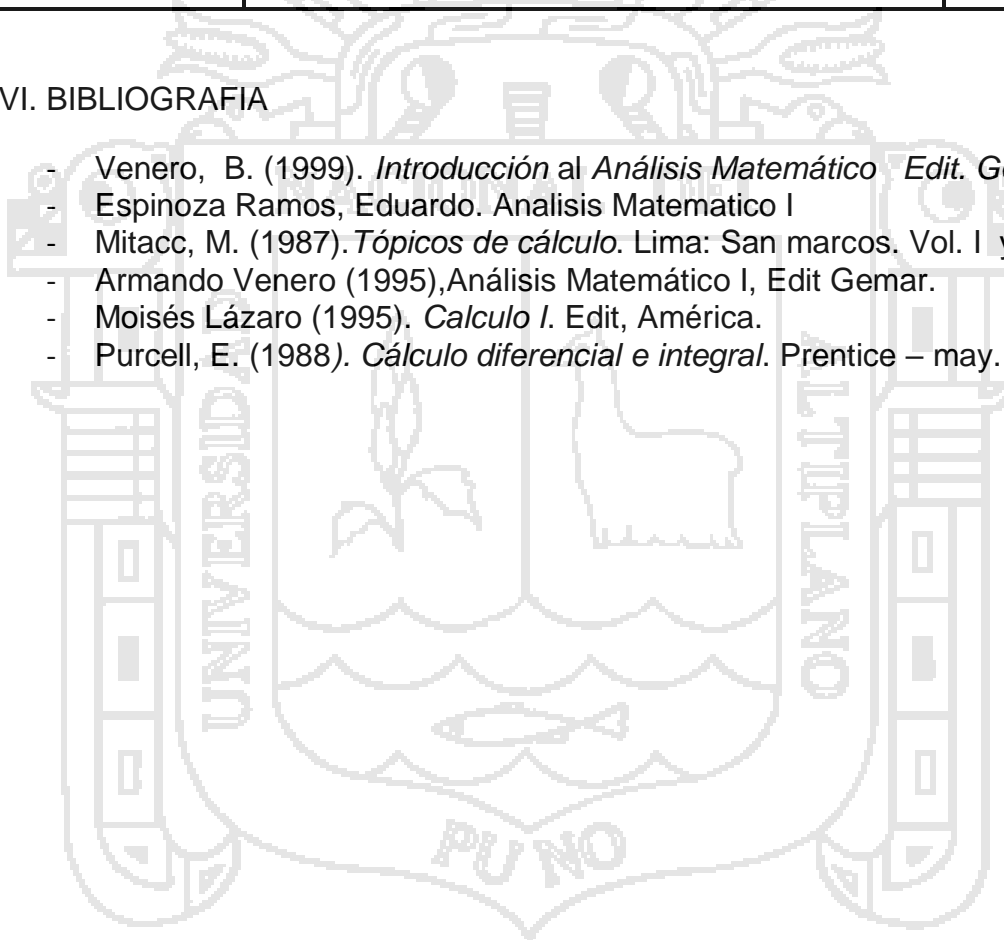 VI. BIBLIOGRAFIA
- Venero, B. (1999). Introducción al Análisis Matemático Edit. Ge
- Espinoza Ramos, Eduardo. Analisis Matematico I
- Mitacc, M. (1987).Tópicos de cálculo. Lima: San marcos. Vol. I y
- Armando Venero (1995),Análisis Matemático I, Edit Gemar.
- Moisés Lázaro (1995). Calculo I. Edit, América.
- Purcell, E. (1988). Cálculo diferencial e integral. Prentice – may.
UNIVERSIDAD
ALTIPLANO
PUNO